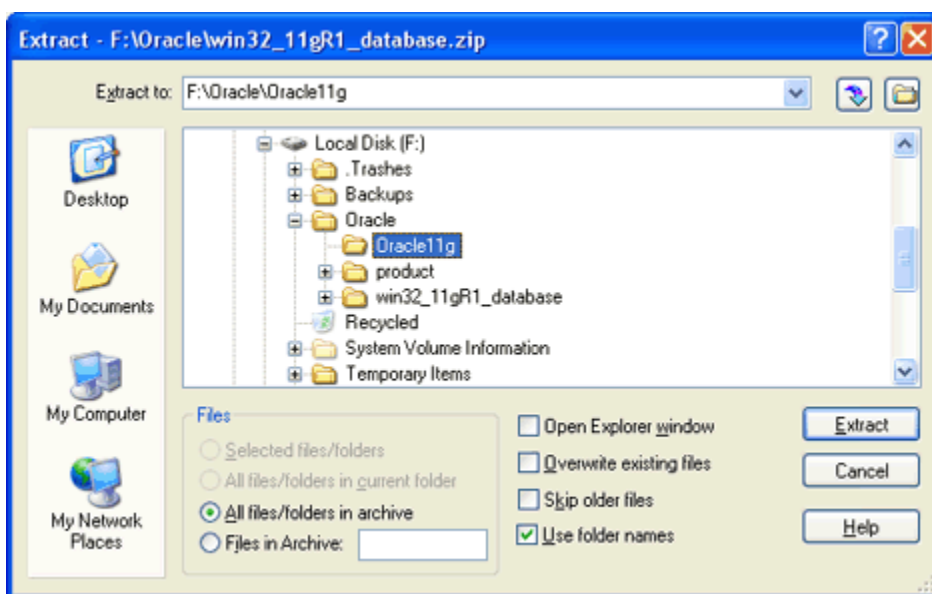 Extract - F:\Oracle\win32_11gR1_database.zip
Extract to: F:\Oracle\Oracle11g
Desktop
My Documents
My Computer
My Network
Places
Local Disk (F:)
.Trashes
Backups
Oracle
Oracle11g
product
win32_11gR1_database
Recycled
System Volume Information
Temporary Items
Files
Selected files/folders
All files/folders in current folder
All files/folders in archive
Files in Archive:
Open Explorer window
Overwrite existing files
Skip older files
Use folder names
Extract
Cancel
Help